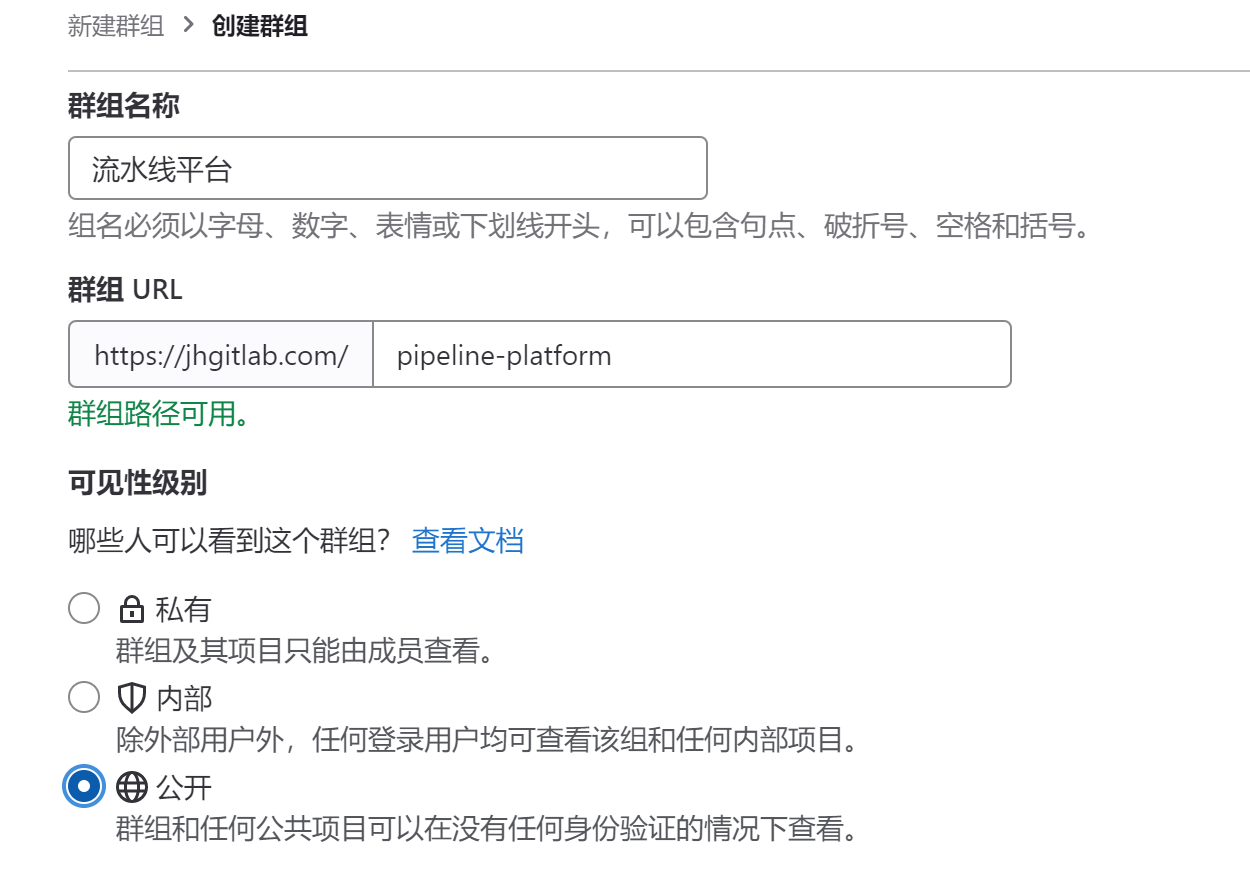 新建群组 > 创建群组
群组名称
流水线平台
组名必须以字母、数字、表情或下划线开头，可以包含句点、破折号、空格和括号。
群组 URL
https://jhgitlab.com/ pipeline-platform
群组路径可用。
可见性级别
哪些人可以看到这个群组？ 查看文档
私有
群组及其项目只能由成员查看。
内部
除外部用户外，任何登录用户均可查看该组和任何内部项目。
公开
群组和任何公共项目可以在没有任何身份验证的情况下查看。